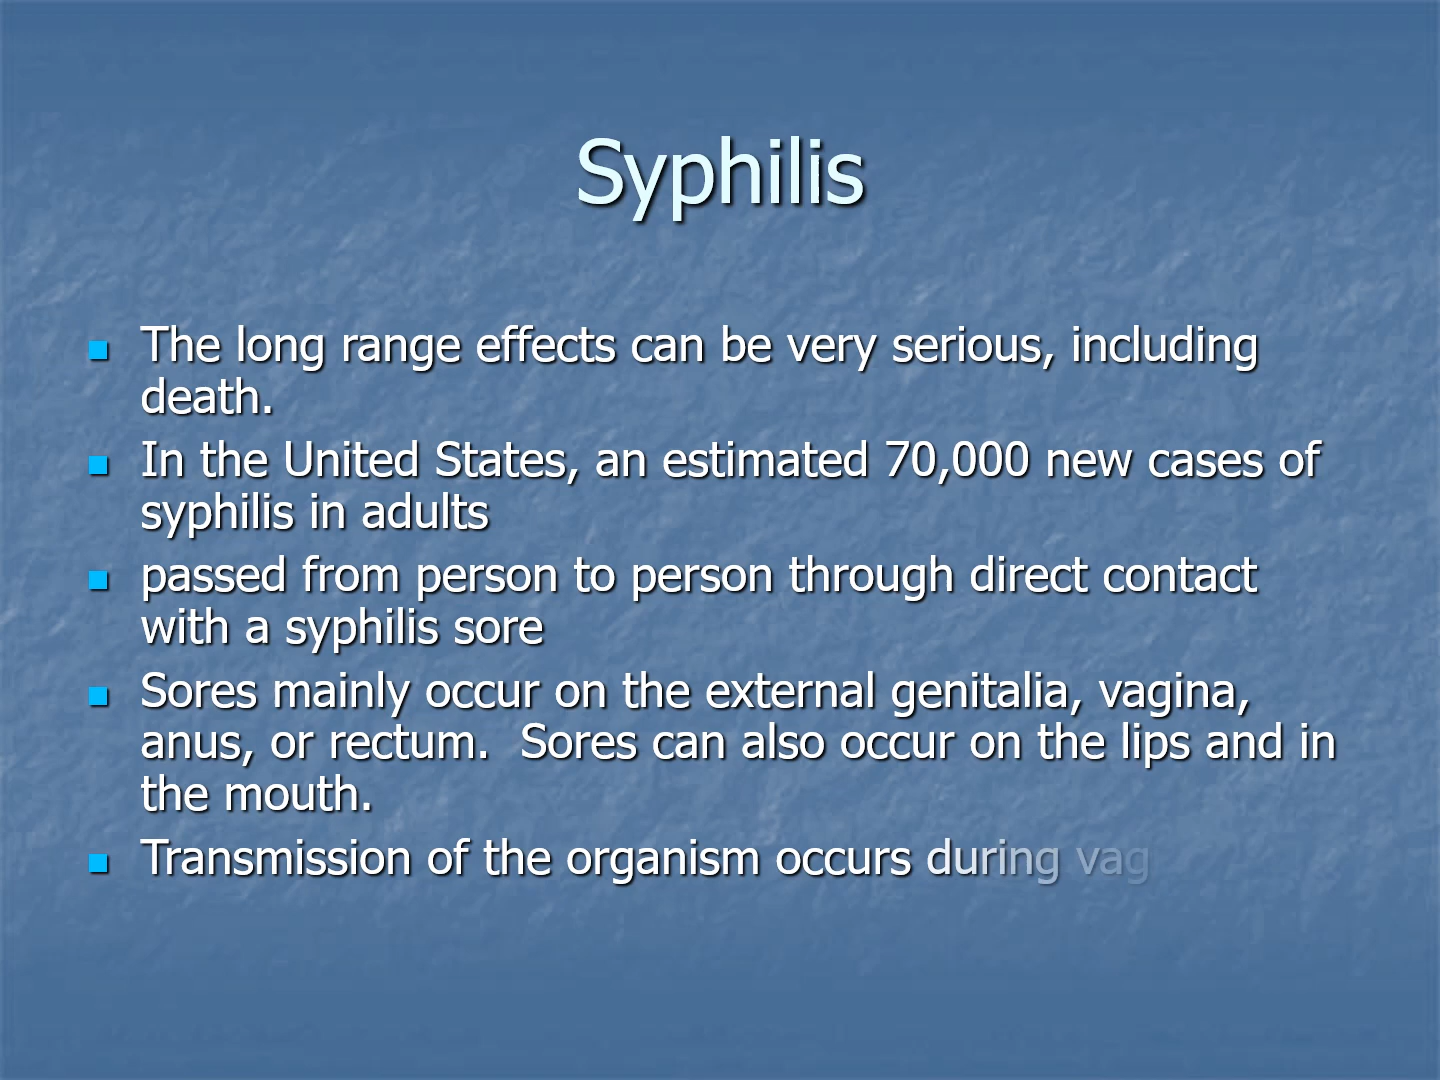 Syphilis
The long range effects can be very serious, including
death.
In the United States, an estimated 70,000 new cases of
syphilis in adults
passed from person to person through direct contact
with a syphilis sore
Sores mainly occur on the external genitalia, vagina,
anus, or rectum.  Sores can also occur on the lips and in
the mouth.
Transmission of the organism occurs during vag